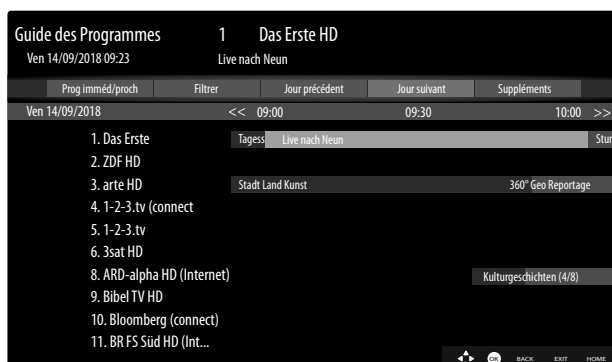 Guide des Programmes 1 Das Erste HD
Ven 14/09/2018 09:23 Live nach Neun
Prog imméd/proch Filtrer Jour précédent Jour suivant Suppléments
Ven 14/09/2018 << 09:00 09:30 10:00 >>
1. Das Erste Tagess Live nach Neun Stur
2. ZDF HD
3. arte HD Stadt Land Kunst 360° Geo Reportage
4. 1-2-3.tv (connect
5. 1-2-3.tv
6. 3sat HD
8. ARD-alpha HD (Internet) Kulturgeschichten (4/8)
9. Bibel TV HD
10. Bloomberg (connect)
11. BR FS Süd HD (Int...
OK BACK EXIT HOME